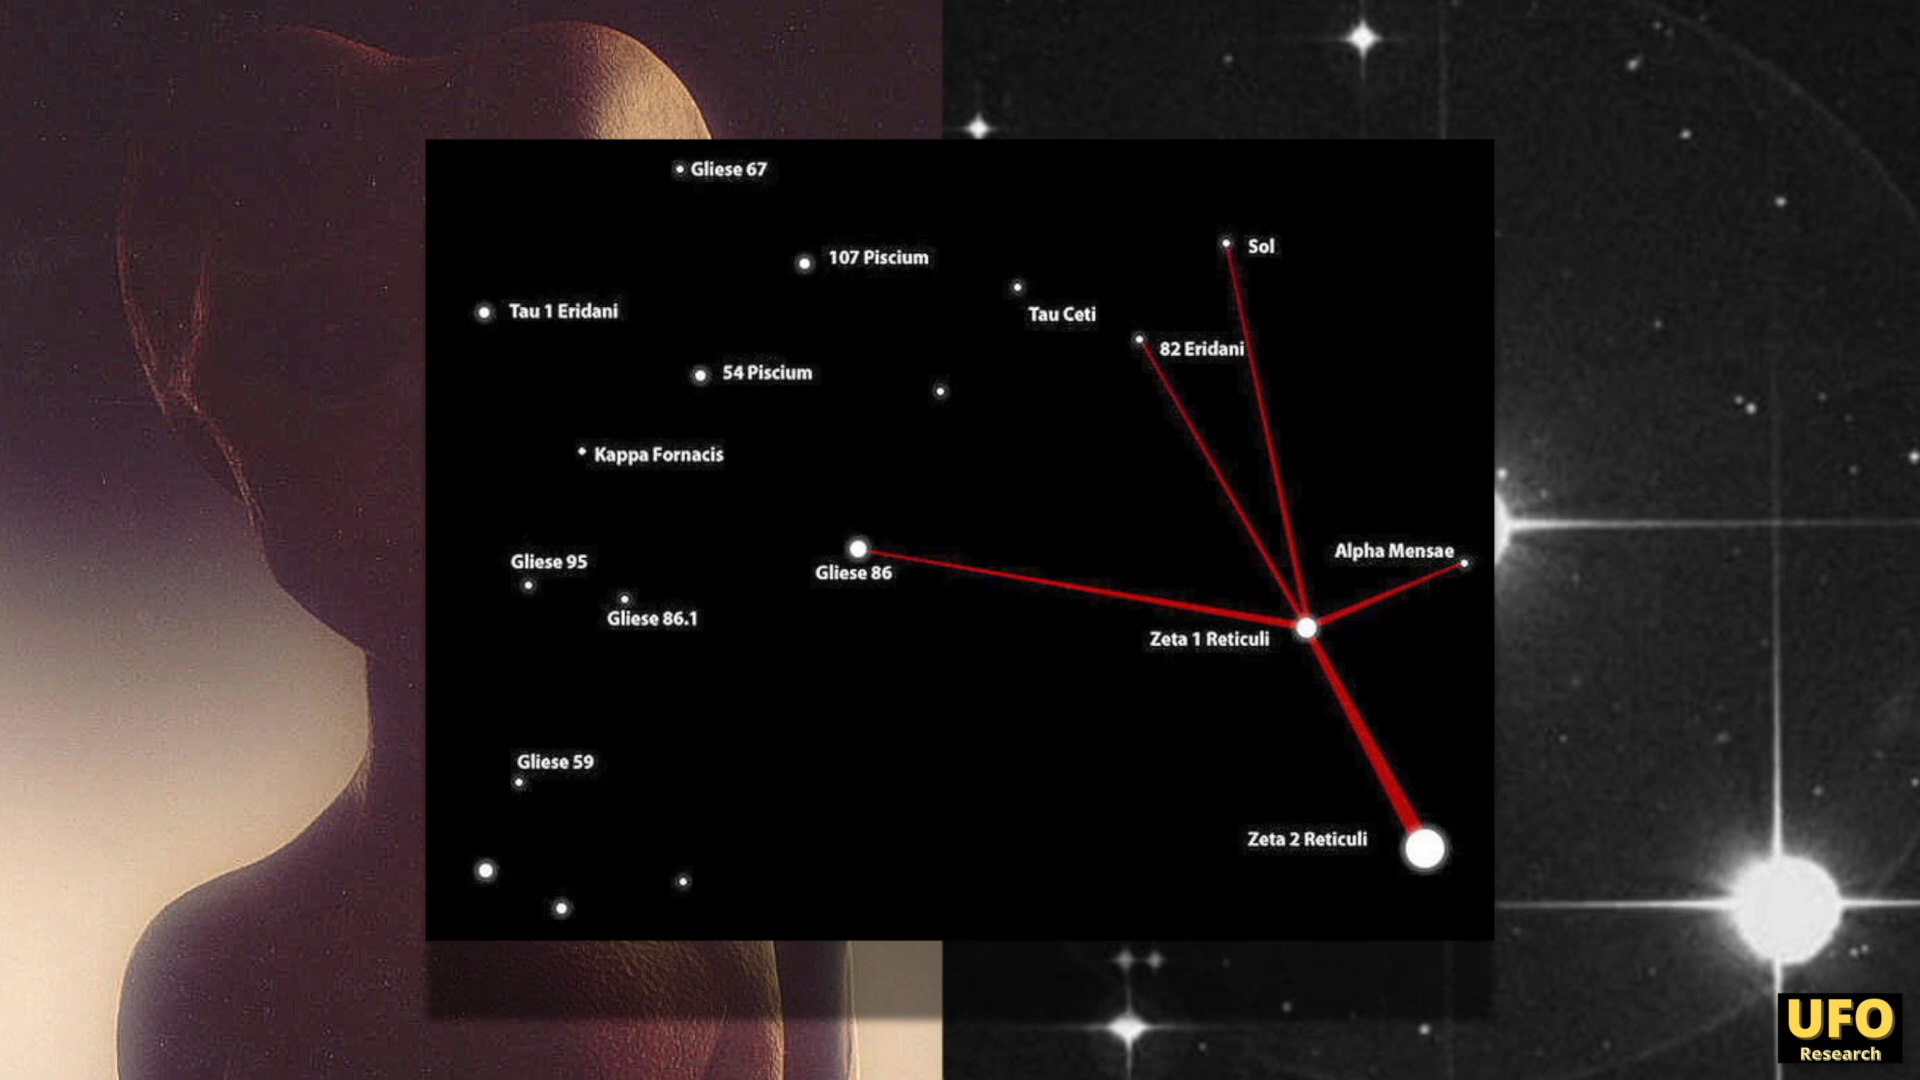 Gliese 67
Sol
107 Piscium
Tau 1 Eridani
Tau Ceti
82 Eridani
54 Piscium
Kappa Fornacis
Alpha Mensae
Gliese 95
Gliese 86
Gliese 86.1
Zeta 1 Reticuli
Gliese 59
Zeta 2 Reticuli
UFO
Research